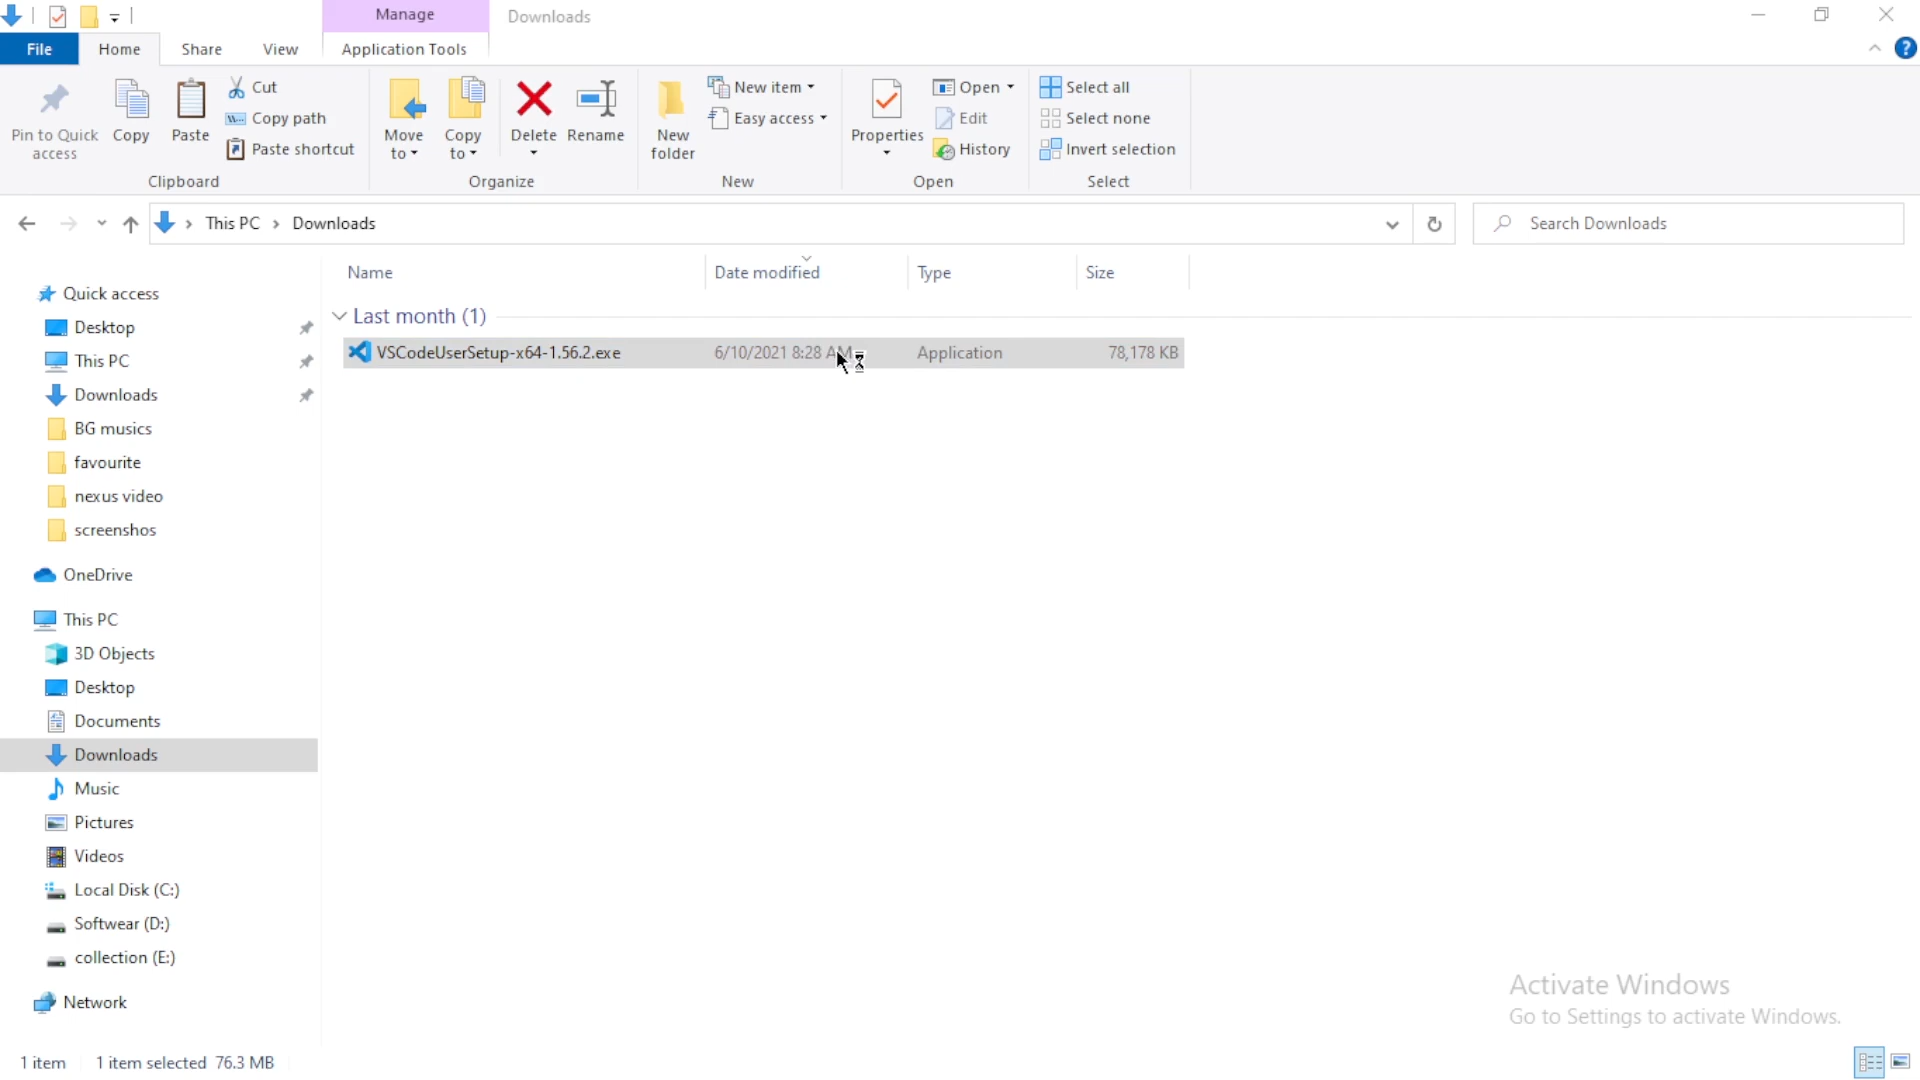 Manage Downloads
File Home Share View Application Tools
Pin to Quick access
Copy
Paste
Cut
Copy path
Paste shortcut
Clipboard
Move to
Copy to
Delete
Rename
Organize
New folder
New item
Easy access
New
Properties
Open
Edit
History
Open
Select all
Select none
Invert selection
Select
This PC Downloads
Search Downloads
Name Date modified Type Size
Last month (1)
VSCodeUserSetup-x64-1.56.2.exe 6/10/2021 8:28 AM Application 78,178 KB
Quick access
Desktop
This PC
Downloads
BG musics
favourite
nexus video
screenshos
OneDrive
This PC
3D Objects
Desktop
Documents
Downloads
Music
Pictures
Videos
Local Disk (C:)
Softwear (D:)
collection (E:)
Network
Activate Windows
Go to Settings to activate Windows.
1 item 1 item selected 76.3 MB